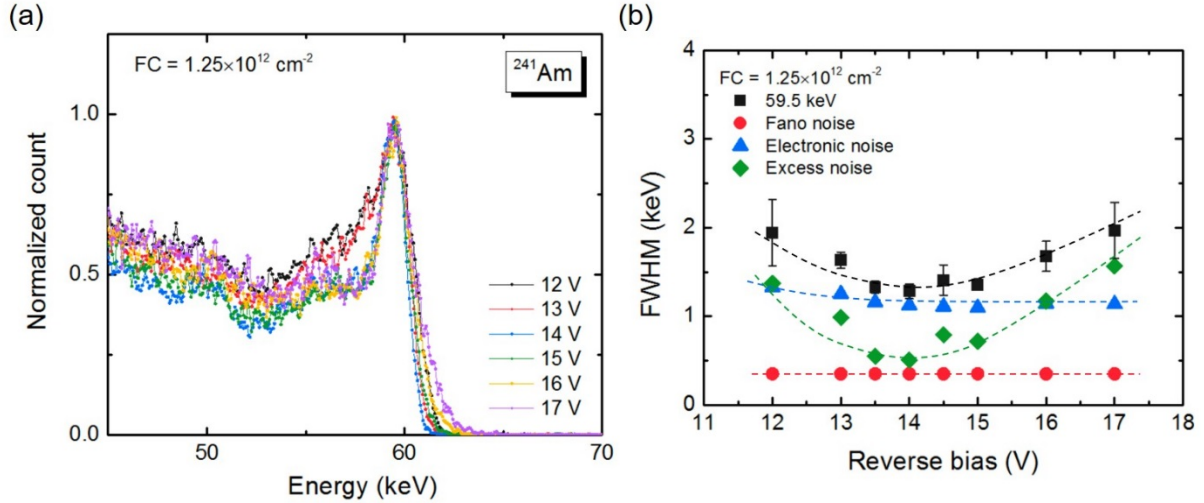 (a)
FC = 1.25×10¹² cm⁻²
²⁴¹Am
Normalized count
1.0
0.5
0.0
12 V
13 V
14 V
15 V
16 V
17 V
50
60
70
Energy (keV)
(b)
FC = 1.25×10¹² cm⁻²
59.5 keV
Fano noise
Electronic noise
Excess noise
FWHM (keV)
4
3
2
1
0
11
12
13
14
15
16
17
18
Reverse bias (V)